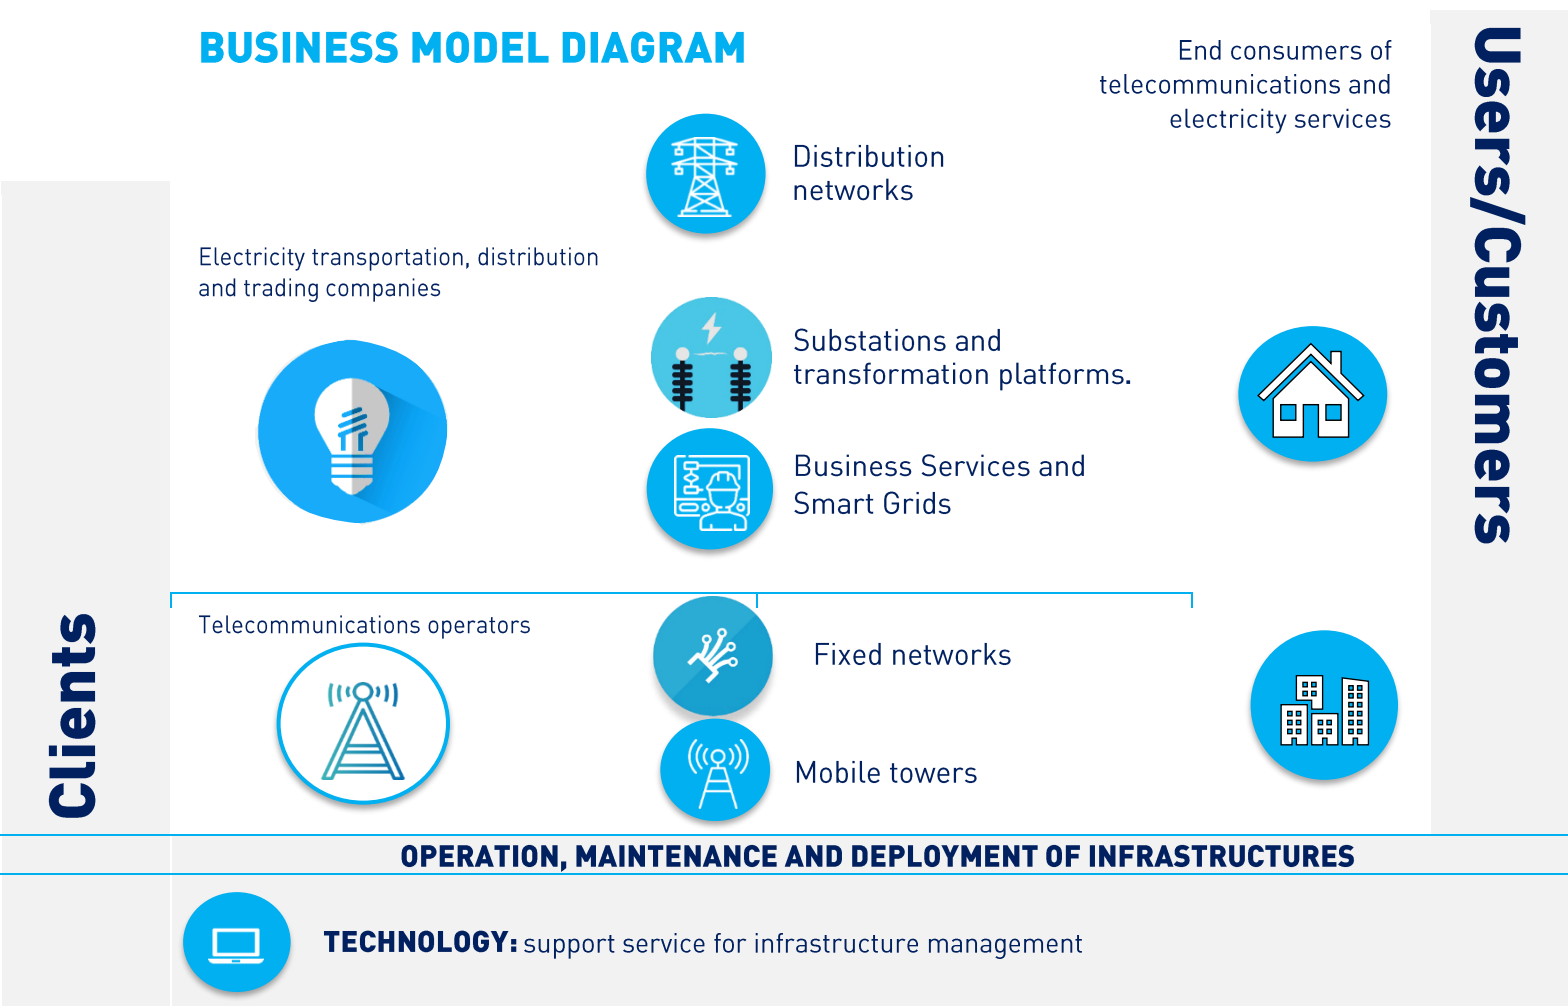 BUSINESS MODEL DIAGRAM
End consumers of
telecommunications and
electricity services
Users/Customers
Distribution
networks
Electricity transportation, distribution
and trading companies
Substations and
transformation platforms.
Business Services and
Smart Grids
Clients
Telecommunications operators
Fixed networks
Mobile towers
OPERATION, MAINTENANCE AND DEPLOYMENT OF INFRASTRUCTURES
TECHNOLOGY: support service for infrastructure management